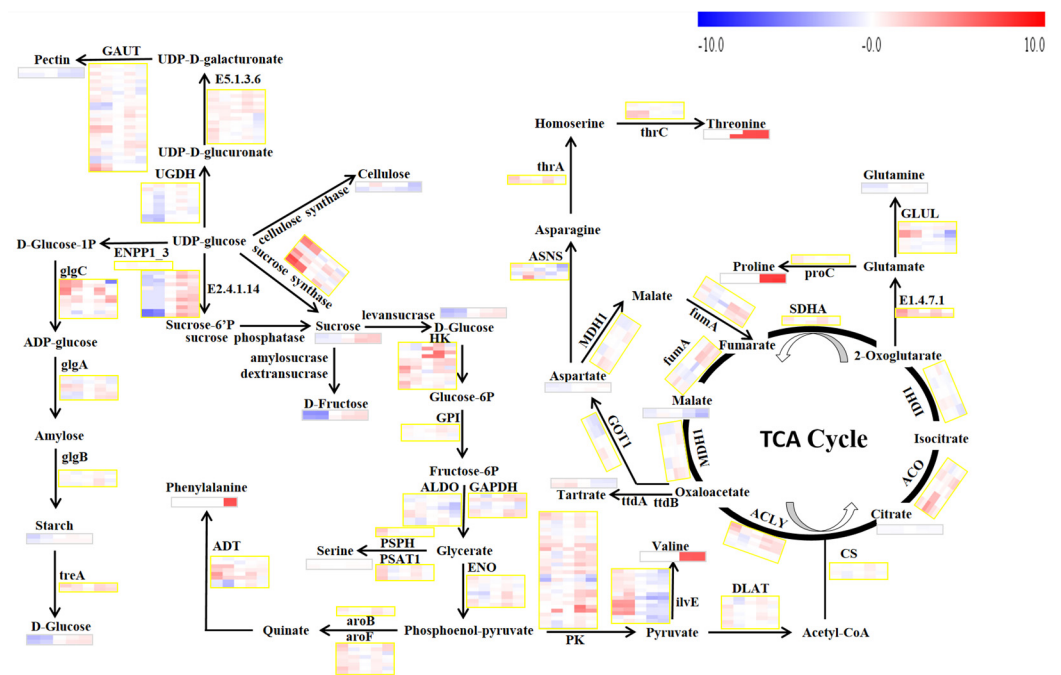 -10.0
-0.0
10.0
GAUT
Pectin
UDP-D-galacturonate
E5.1.3.6
UDP-D-glucuronate
UGDH
Cellulose
cellulose synthase
D-Glucose-1P
UDP-glucose
ENPP1_3
sucrose synthase
glgC
E2.4.1.14
Sucrose-6'P
sucrose phosphatase
Sucrose
levansucrase
D-Glucose
HK
ADP-glucose
amylosucrase
dextransucrase
glgA
Glucose-6P
D-Fructose
GPI
Amylose
glgB
Fructose-6P
Phenylalanine
ALDO
GAPDH
Starch
ADT
PSPH
Serine
Glycerate
PSAT1
ENO
treA
D-Glucose
aroB
Quinate
aroF
Phosphoenol-pyruvate
PK
Pyruvate
ilvE
Valine
DLAT
Acetyl-CoA
CS
Homoserine
thrC
Threonine
thrA
Asparagine
ASNS
Glutamine
GLUL
Proline
proC
Glutamate
Malate
MDH1
fumA
SDHA
E1.4.7.1
Fumarate
2-Oxoglutarate
fumA
Aspartate
IDH1
Malate
GOT1
MDH1
TCA Cycle
Isocitrate
ACO
Tartrate
ttdA
ttdB
Oxaloacetate
Citrate
ACLY